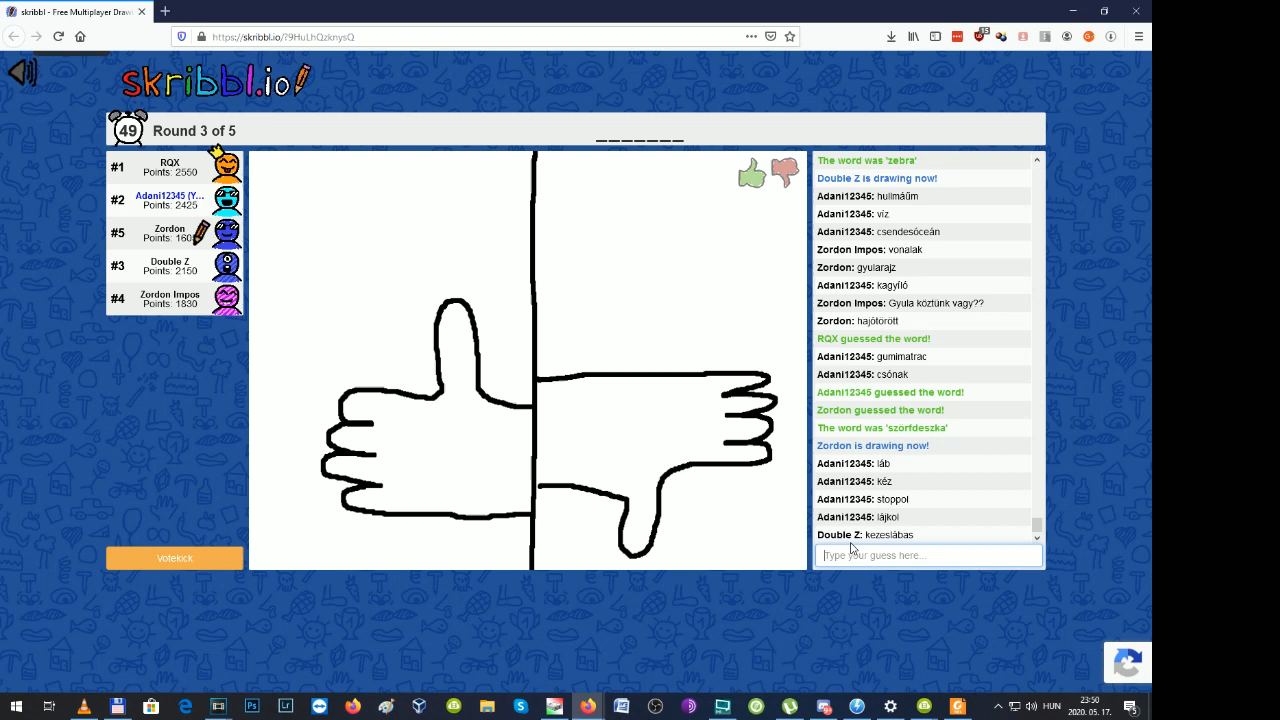 skribbl - Free Multiplayer Draw
https://skribbl.io/?9HuLhQzknysQ
15
skribbl.io
49
Round 3 of 5
_______
#1
RQX
Points: 2550
#2
Adani12345 (Y...
Points: 2425
#5
Zordon
#3
Double Z
Points: 2150
#4
Zordon Impos
Points: 1830
Votekick
The word was 'zebra'
Double Z is drawing now!
Adani12345: hullmáűm
Adani12345: víz
Adani12345: csendesóceán
Zordon Impos: vonalak
Zordon: gyularajz
Adani12345: kagyíló
Zordon Impos: Gyula köztünk vagy??
Zordon: hajótörött
RQX guessed the word!
Adani12345: gumimatrac
Adani12345: csónak
Adani12345 guessed the word!
Zordon guessed the word!
The word was 'szörfdeszka'
Zordon is drawing now!
Adani12345: láb
Adani12345: kéz
Adani12345: stoppol
Adani12345: lájkol
Double Z: kezeslábas
Type your guess here...
HUN
23:50
2020. 05. 17.